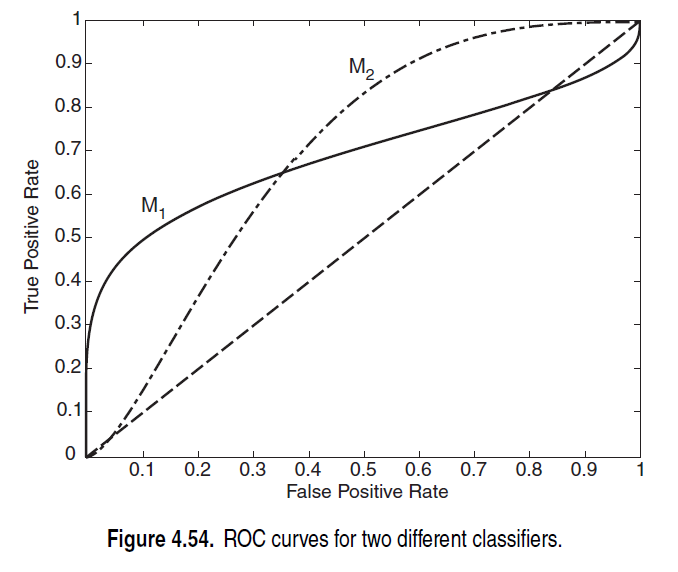 1
0.9
0.8
0.7
0.6
0.5
0.4
0.3
0.2
0.1
0
True Positive Rate
M2
M1
0.1 0.2 0.3 0.4 0.5 0.6 0.7 0.8 0.9 1
False Positive Rate
Figure 4.54. ROC curves for two different classifiers.